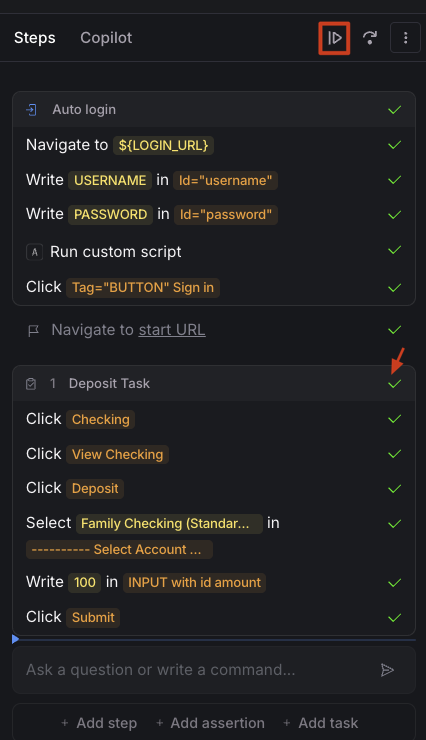 Steps Copilot
Auto login
Navigate to ${LOGIN_URL}
Write USERNAME in Id="username"
Write PASSWORD in Id="password"
A Run custom script
Click Tag="BUTTON" Sign in
Navigate to start URL
1 Deposit Task
Click Checking
Click View Checking
Click Deposit
Select Family Checking (Standar... in
---------- Select Account ...
Write 100 in INPUT with id amount
Click Submit
Ask a question or write a command...
+ Add step + Add assertion + Add task